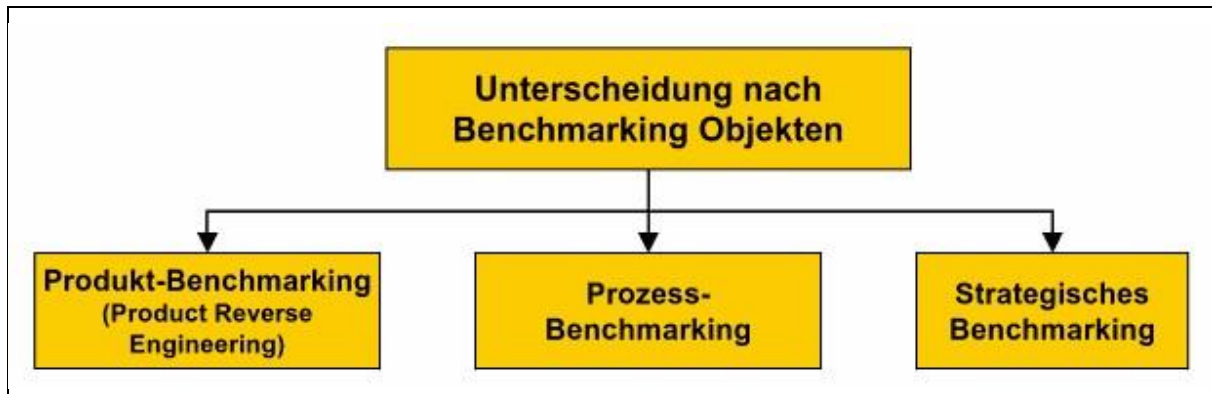 Unterscheidung nach
Benchmarking Objekten
Produkt-Benchmarking
(Product Reverse
Engineering)
Prozess-
Benchmarking
Strategisches
Benchmarking